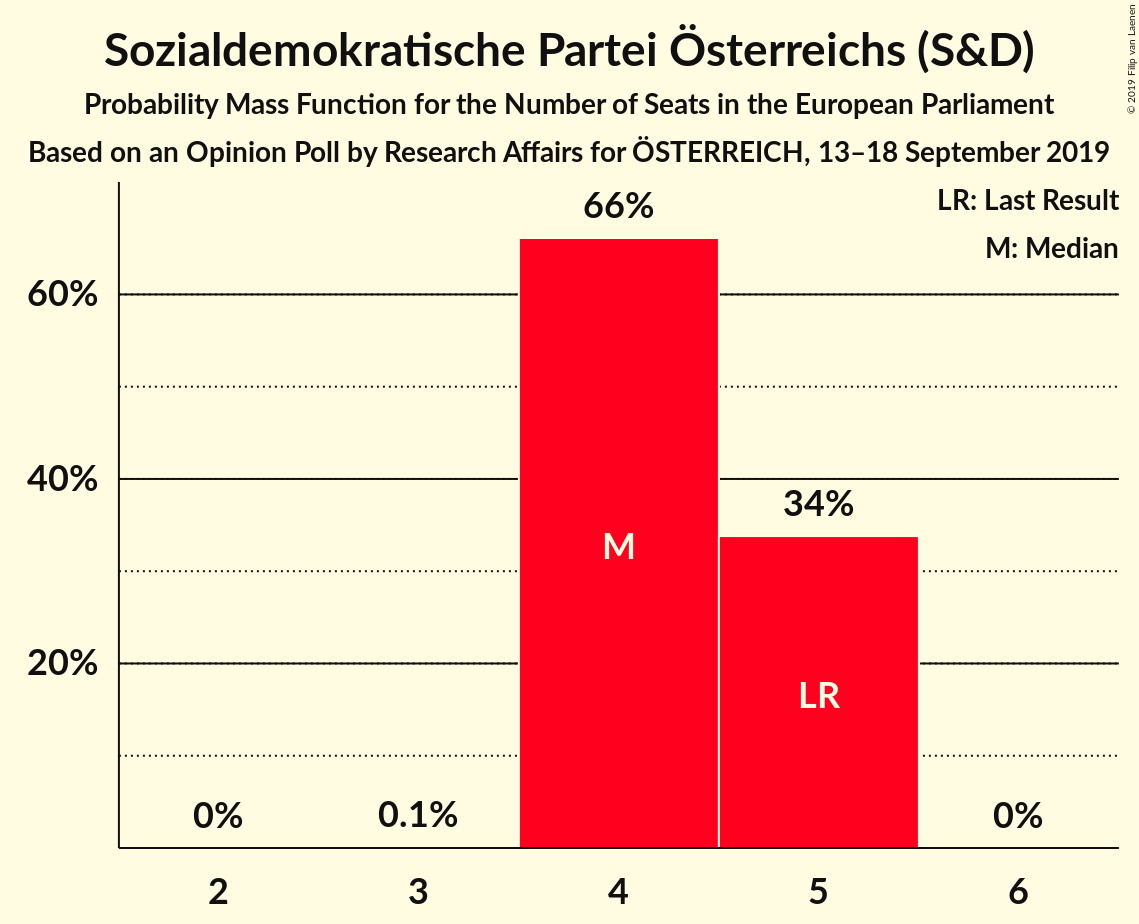 Sozialdemokratische Partei Österreichs (S&D)
Probability Mass Function for the Number of Seats in the European Parliament
Based on an Opinion Poll by Research Affairs for ÖSTERREICH, 13–18 September 2019
© 2019 Filip van Laenen
LR: Last Result
M: Median
66%
60%
40%
34%
M
20%
LR
0%
0.1%
0%
2
3
4
5
6